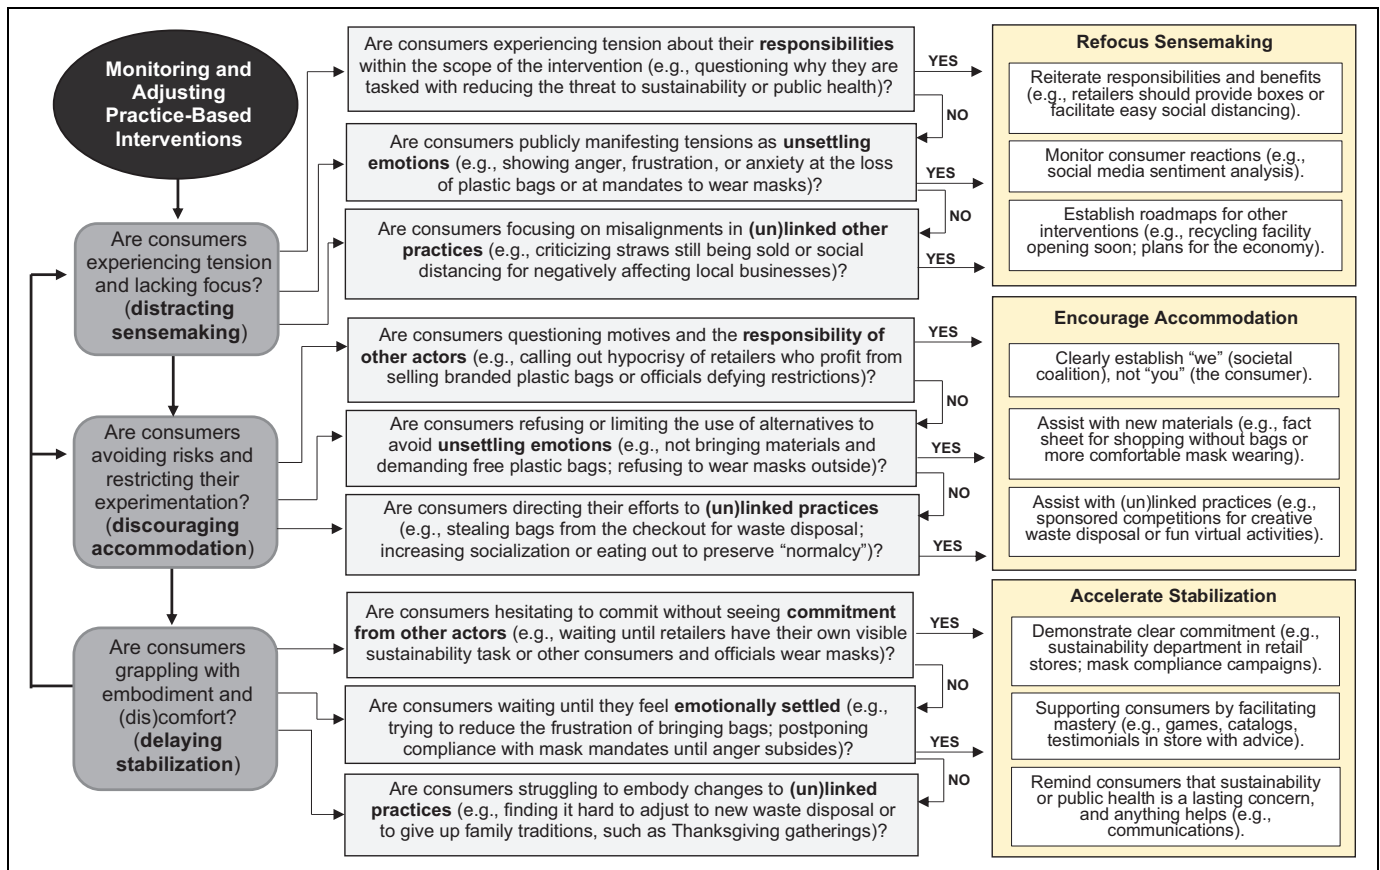 Monitoring and
Adjusting
Practice-Based
Interventions
Are consumers
experiencing tension
and lacking focus?
(distracting
sensemaking)
Are consumers experiencing tension about their responsibilities
within the scope of the intervention (e.g., questioning why they are
tasked with reducing the threat to sustainability or public health)?
YES
NO
Are consumers publicly manifesting tensions as unsettling
emotions (e.g., showing anger, frustration, or anxiety at the loss
of plastic bags or at mandates to wear masks)?
YES
NO
Are consumers focusing on misalignments in (un)linked other
practices (e.g., criticizing straws still being sold or social
distancing for negatively affecting local businesses)?
YES
Refocus Sensemaking
Reiterate responsibilities and benefits
(e.g., retailers should provide boxes or
facilitate easy social distancing).
Monitor consumer reactions (e.g.,
social media sentiment analysis).
Establish roadmaps for other
interventions (e.g., recycling facility
opening soon; plans for the economy).
Are consumers
avoiding risks and
restricting their
experimentation?
(discouraging
accommodation)
Are consumers questioning motives and the responsibility of
other actors (e.g., calling out hypocrisy of retailers who profit from
selling branded plastic bags or officials defying restrictions)?
YES
NO
Are consumers refusing or limiting the use of alternatives to
avoid unsettling emotions (e.g., not bringing materials and
demanding free plastic bags; refusing to wear masks outside)?
YES
NO
Are consumers directing their efforts to (un)linked practices
(e.g., stealing bags from the checkout for waste disposal;
increasing socialization or eating out to preserve “normalcy”)?
YES
Encourage Accommodation
Clearly establish “we” (societal
coalition), not “you” (the consumer).
Assist with new materials (e.g., fact
sheet for shopping without bags or
more comfortable mask wearing).
Assist with (un)linked practices (e.g.,
sponsored competitions for creative
waste disposal or fun virtual activities).
Are consumers
grappling with
embodiment and
(dis)comfort?
(delaying
stabilization)
Are consumers hesitating to commit without seeing commitment
from other actors (e.g., waiting until retailers have their own visible
sustainability task or other consumers and officials wear masks)?
YES
NO
Are consumers waiting until they feel emotionally settled (e.g.,
trying to reduce the frustration of bringing bags; postponing
compliance with mask mandates until anger subsides)?
YES
NO
Are consumers struggling to embody changes to (un)linked
practices (e.g., finding it hard to adjust to new waste disposal or
to give up family traditions, such as Thanksgiving gatherings)?
Accelerate Stabilization
Demonstrate clear commitment (e.g.,
sustainability department in retail
stores; mask compliance campaigns).
Supporting consumers by facilitating
mastery (e.g., games, catalogs,
testimonials in store with advice).
Remind consumers that sustainability
or public health is a lasting concern,
and anything helps (e.g.,
communications).